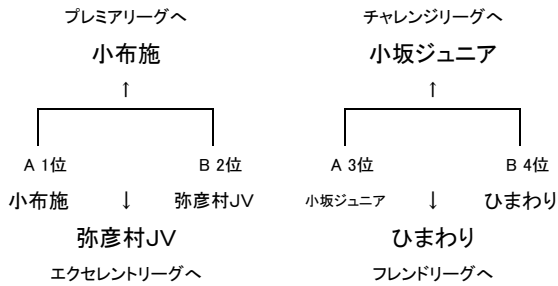 プレミアリーグへ チャレンジリーグへ
小布施 小坂ジュニア
↑ ↑
A 1位 B 2位 A 3位 B 4位
小布施 ↓ 弥彦村JV 小坂ジュニア ↓ ひまわり
弥彦村JV ひまわり
エクセレントリーグへ フレンドリーグへ